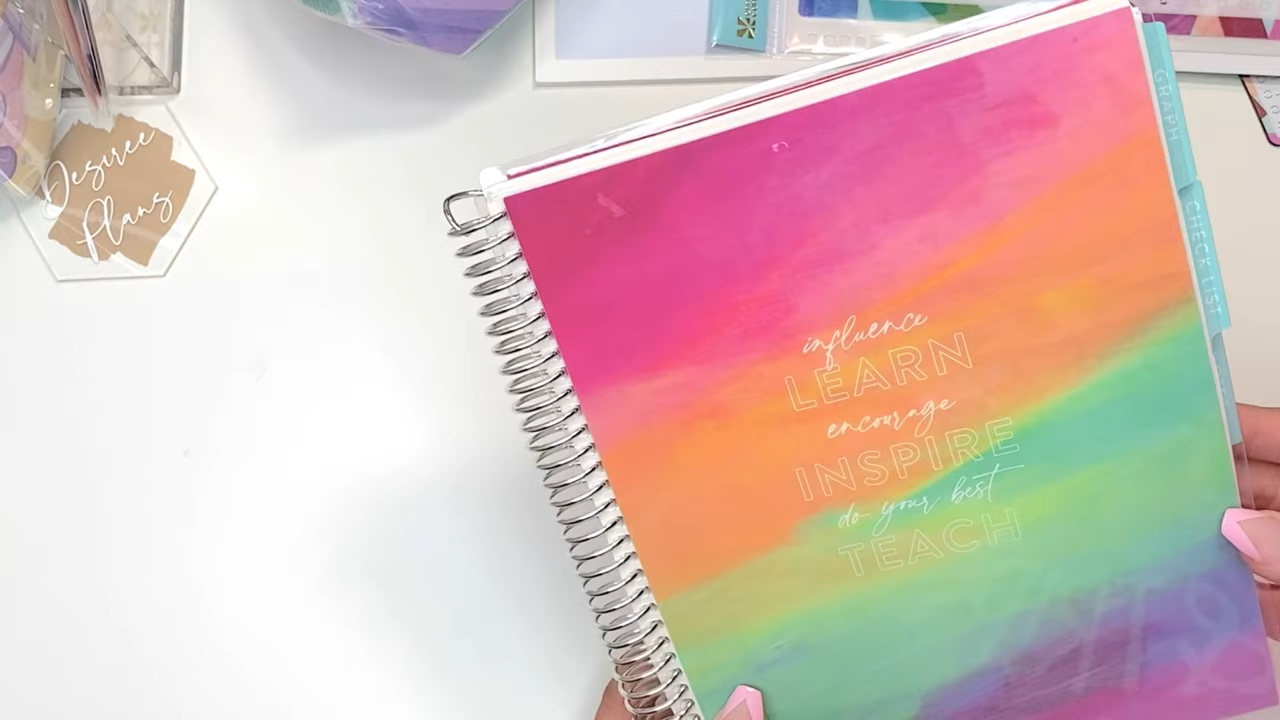 Desiree
Plans
influence
LEARN
encourage
INSPIRE
do your best
TEACH
GRAPH
CHECK LIST